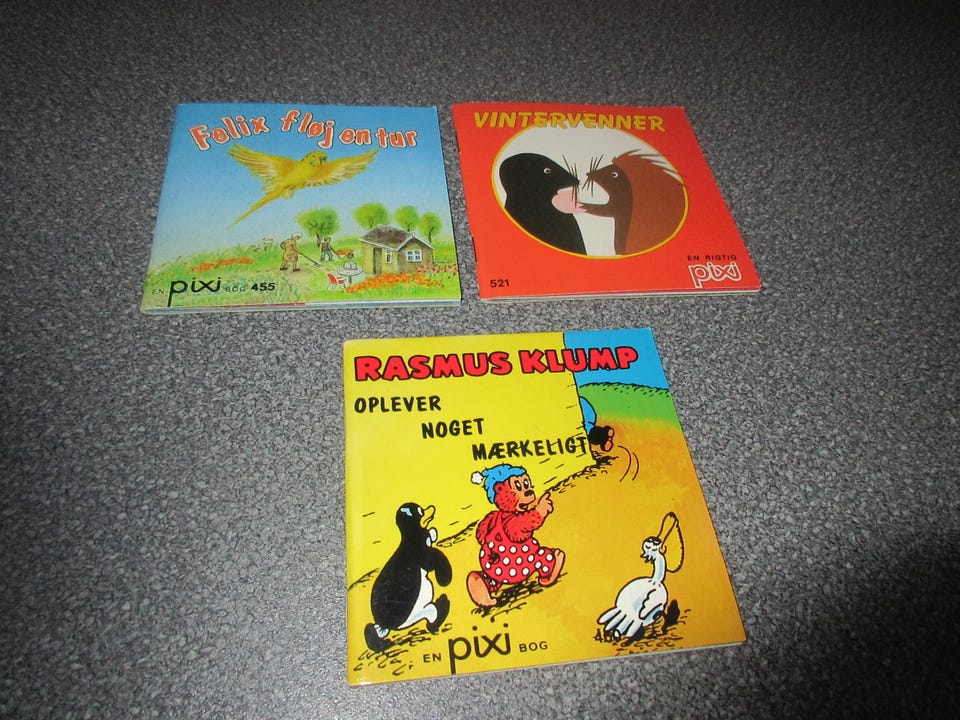 Felix fløj en tur
EN pixi BOG 455
VINTERVENNER
521
EN RIGTIG
pixi
RASMUS KLUMP
OPLEVER
NOGET
MÆRKELIGT
EN pixi BOG